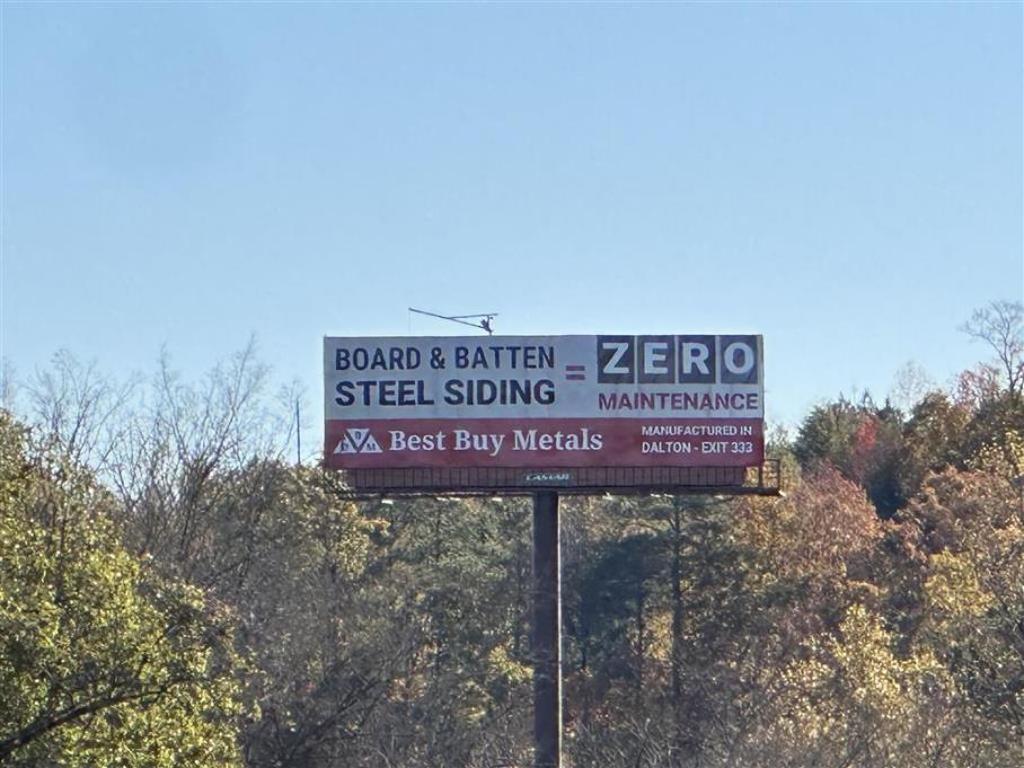 BOARD & BATTEN
STEEL SIDING
=
ZERO
MAINTENANCE
Best Buy Metals
MANUFACTURED IN
DALTON - EXIT 333